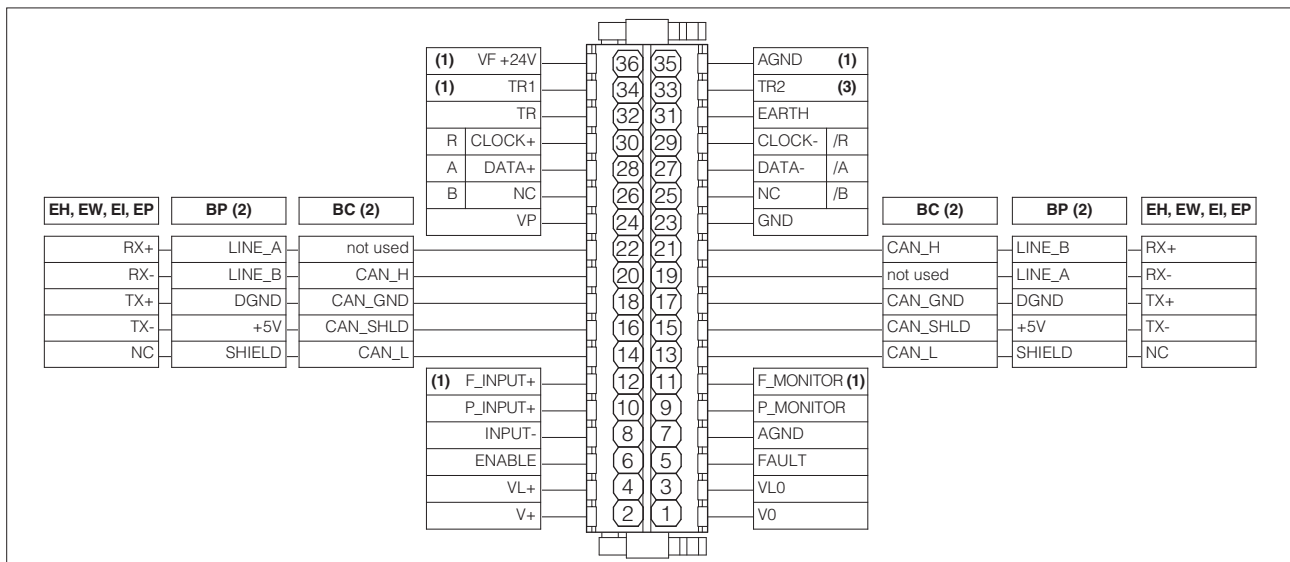 (1) VF +24V 36 35 AGND (1)
(1) TR1 34 33 TR2 (3)
TR 32 31 EARTH
R CLOCK+ 30 29 CLOCK- /R
A DATA+ 28 27 DATA- /A
B NC 26 25 NC /B
VP 24 23 GND
EH, EW, EI, EP BP (2) BC (2) BC (2) BP (2) EH, EW, EI, EP
RX+ LINE_A not used 22 21 CAN_H LINE_B RX+
RX- LINE_B CAN_H 20 19 not used LINE_A RX-
TX+ DGND CAN_GND 18 17 CAN_GND DGND TX+
TX- +5V CAN_SHLD 16 15 CAN_SHLD +5V TX-
NC SHIELD CAN_L 14 13 CAN_L SHIELD NC
(1) F_INPUT+ 12 11 F_MONITOR (1)
P_INPUT+ 10 9 P_MONITOR
INPUT- 8 7 AGND
ENABLE 6 5 FAULT
VL+ 4 3 VL0
V+ 2 1 V0